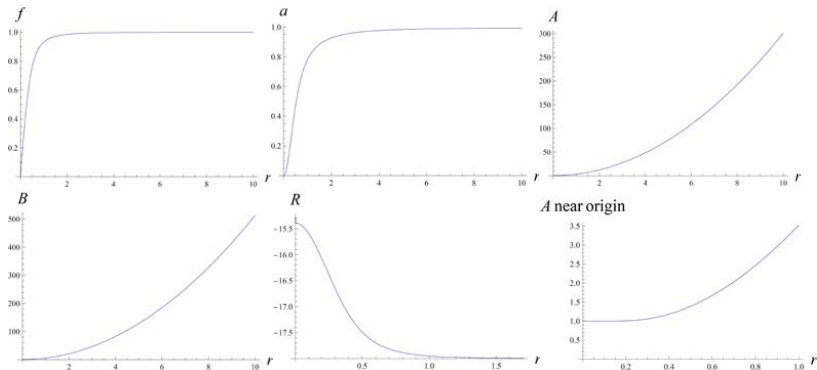 f
1.0
0.8
0.6
0.4
0.2
2 4 6 8 10 r
a
1.0
0.8
0.6
0.4
0.2
2 4 6 8 10 r
A
300
250
200
150
100
50
2 4 6 8 10 r
B
500
400
300
200
100
2 4 6 8 10 r
R
-15.5
-16.0
-16.5
-17.0
-17.5
0.5 1.0 1.5 r
A near origin
3.5
3.0
2.5
2.0
1.5
1.0
0.5
0.2 0.4 0.6 0.8 1.0 r